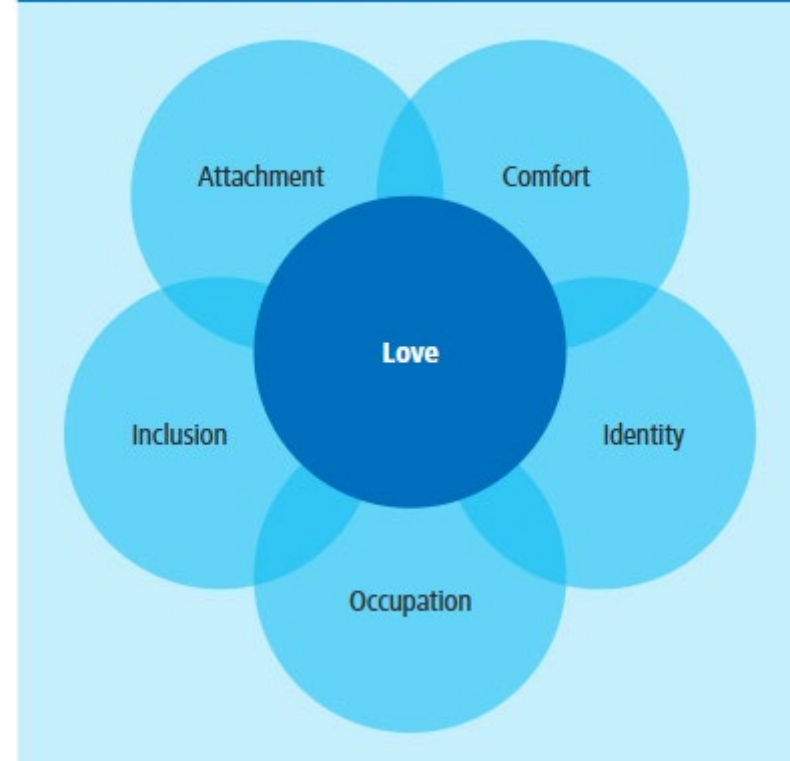 Attachment
Comfort
Love
Inclusion
Identity
Occupation